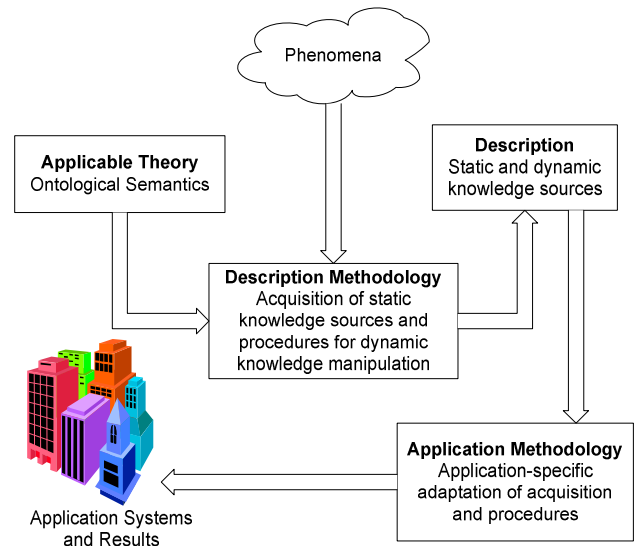 Phenomena
Applicable Theory
Ontological Semantics
Description
Static and dynamic
knowledge sources
Description Methodology
Acquisition of static
knowledge sources and
procedures for dynamic
knowledge manipulation
Application Methodology
Application-specific
adaptation of acquisition
and procedures
Application Systems
and Results